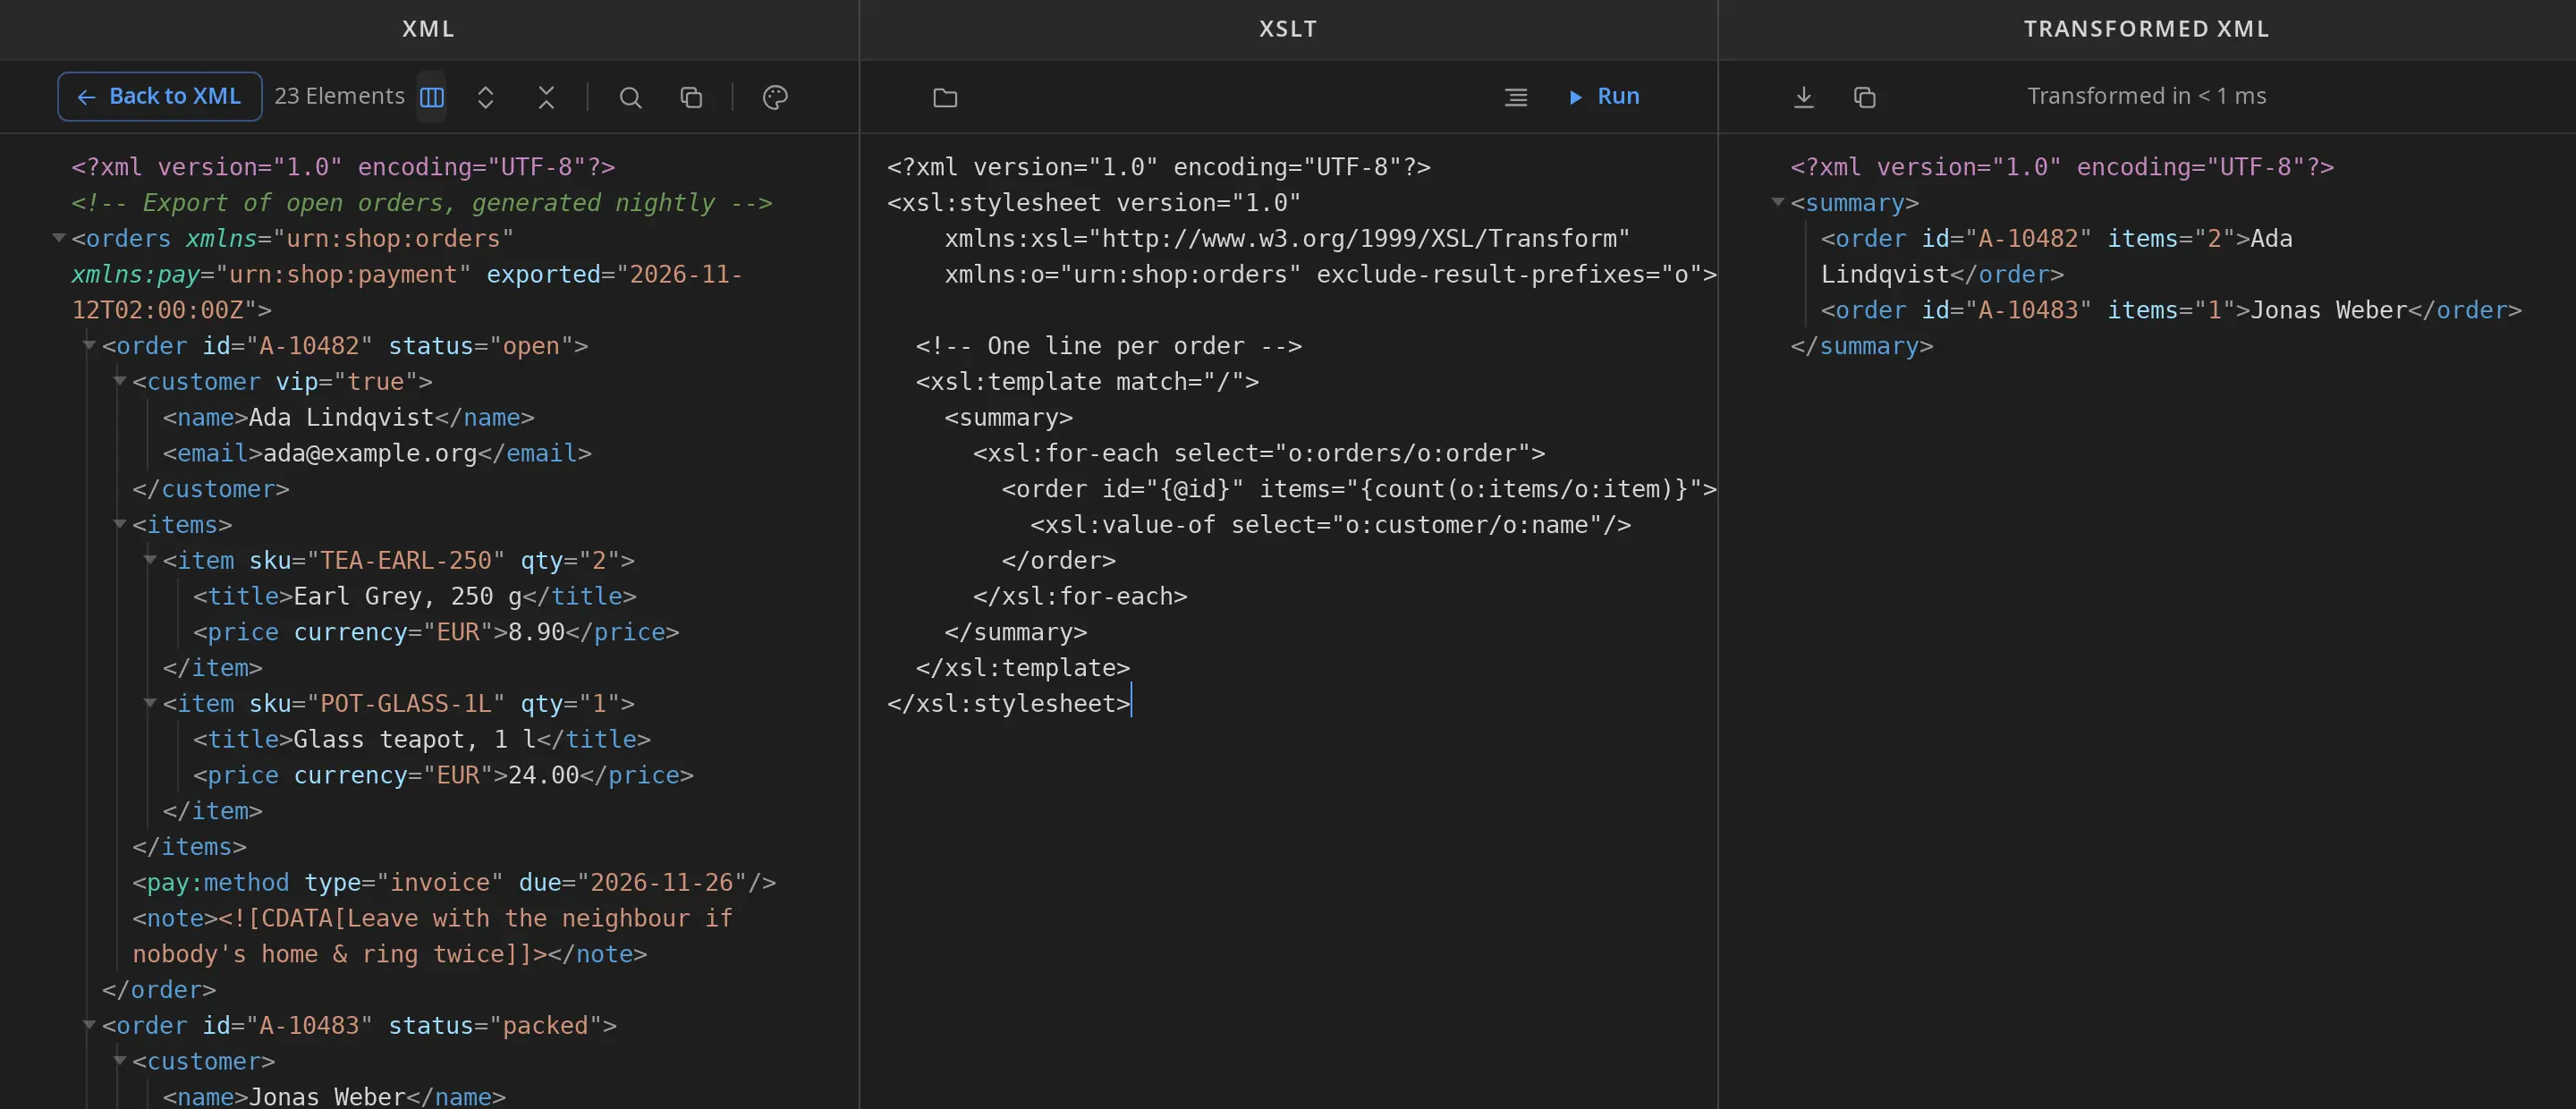 XML
Back to XML 23 Elements
<?xml version="1.0" encoding="UTF-8"?>
<!-- Export of open orders, generated nightly -->
<orders xmlns="urn:shop:orders"
xmlns:pay="urn:shop:payment" exported="2026-11-
12T02:00:00Z">
<order id="A-10482" status="open">
<customer vip="true">
<name>Ada Lindqvist</name>
<email>ada@example.org</email>
</customer>
<items>
<item sku="TEA-EARL-250" qty="2">
<title>Earl Grey, 250 g</title>
<price currency="EUR">8.90</price>
</item>
<item sku="POT-GLASS-1L" qty="1">
<title>Glass teapot, 1 l</title>
<price currency="EUR">24.00</price>
</item>
</items>
<pay:method type="invoice" due="2026-11-26"/>
<note><![CDATA[Leave with the neighbour if
nobody's home & ring twice]]></note>
</order>
<order id="A-10483" status="packed">
<customer>
<name>Jonas Weber</name>
XSLT
Run
<?xml version="1.0" encoding="UTF-8"?>
<xsl:stylesheet version="1.0"
xmlns:xsl="http://www.w3.org/1999/XSL/Transform"
xmlns:o="urn:shop:orders" exclude-result-prefixes="o">
<!-- One line per order -->
<xsl:template match="/">
<summary>
<xsl:for-each select="o:orders/o:order">
<order id="{@id}" items="{count(o:items/o:item)}">
<xsl:value-of select="o:customer/o:name"/>
</order>
</xsl:for-each>
</summary>
</xsl:template>
</xsl:stylesheet>
TRANSFORMED XML
Transformed in < 1 ms
<?xml version="1.0" encoding="UTF-8"?>
<summary>
<order id="A-10482" items="2">Ada
Lindqvist</order>
<order id="A-10483" items="1">Jonas Weber</order>
</summary>